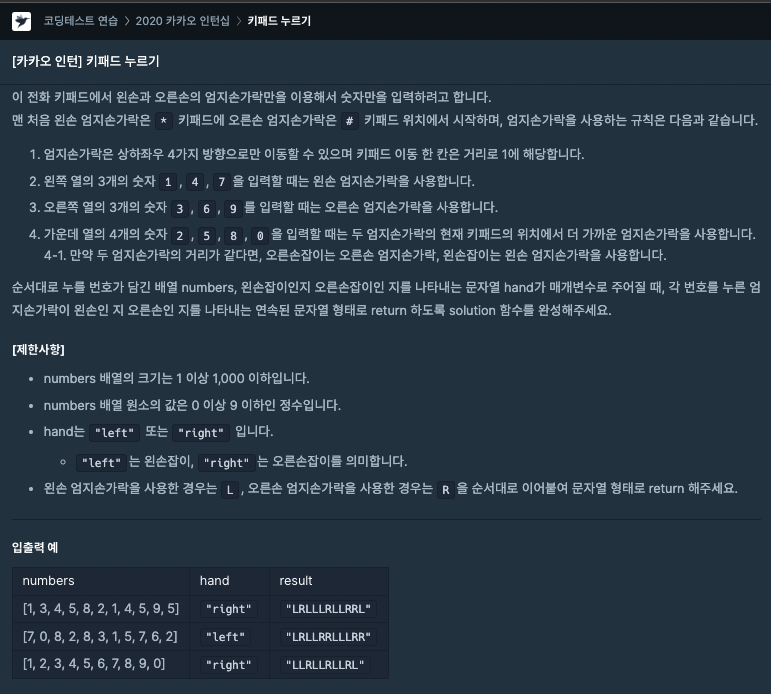 코딩테스트 연습 > 2020 카카오 인턴십 > 키패드 누르기
[카카오 인턴] 키패드 누르기
이 전화 키패드에서 왼손과 오른손의 엄지손가락만을 이용해서 숫자만을 입력하려고 합니다.
맨 처음 왼손 엄지손가락은 * 키패드에 오른손 엄지손가락은 # 키패드 위치에서 시작하며, 엄지손가락을 사용하는 규칙은 다음과 같습니다.
1. 엄지손가락은 상하좌우 4가지 방향으로만 이동할 수 있으며 키패드 이동 한 칸은 거리로 1에 해당합니다.
2. 왼쪽 열의 3개의 숫자 1, 4, 7을 입력할 때는 왼손 엄지손가락을 사용합니다.
3. 오른쪽 열의 3개의 숫자 3, 6, 9를 입력할 때는 오른손 엄지손가락을 사용합니다.
4. 가운데 열의 4개의 숫자 2, 5, 8, 0을 입력할 때는 두 엄지손가락의 현재 키패드의 위치에서 더 가까운 엄지손가락을 사용합니다.
4-1. 만약 두 엄지손가락의 거리가 같다면, 오른손잡이는 오른손 엄지손가락, 왼손잡이는 왼손 엄지손가락을 사용합니다.
순서대로 누를 번호가 담긴 배열 numbers, 왼손잡이인지 오른손잡이인 지를 나타내는 문자열 hand가 매개변수로 주어질 때, 각 번호를 누른 엄
지손가락이 왼손인 지 오른손인 지를 나타내는 연속된 문자열 형태로 return 하도록 solution 함수를 완성해주세요.
[제한사항]
• numbers 배열의 크기는 1 이상 1,000 이하입니다.
• numbers 배열 원소의 값은 0 이상 9 이하인 정수입니다.
• hand는 "left" 또는 "right" 입니다.
◦ "left"는 왼손잡이, "right"는 오른손잡이를 의미합니다.
• 왼손 엄지손가락을 사용한 경우는 L, 오른손 엄지손가락을 사용한 경우는 R을 순서대로 이어붙여 문자열 형태로 return 해주세요.
입출력 예
numbers hand result
[1, 3, 4, 5, 8, 2, 1, 4, 5, 9, 5] "right" "LRLLLRLLRRL"
[7, 0, 8, 2, 8, 3, 1, 5, 7, 6, 2] "left" "LRLLRRLLLRR"
[1, 2, 3, 4, 5, 6, 7, 8, 9, 0] "right" "LLRLLRLLRL"